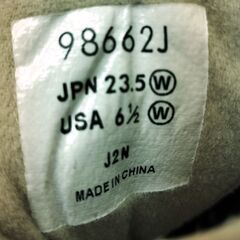 98662J
JPN 23.5 Ⓦ
USA 6½ Ⓦ
J2N
MADE IN CHINA